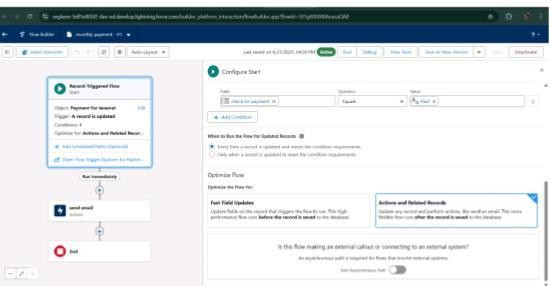 orgfarm-5df1e80f37-dev-ed.develop.lightning.force.com/builder_platform_interaction/flowBuilder.app?flowId=
Flow Builder
monthly payment - V1
?
Select Elements
Auto-Layout
Last saved on 6/21/2025, 04:20 PM
Active
Run
Debug
View Tests
Save As New Version
Save
Deactivate
Record-Triggered Flow
Start
Object: Payment for tenanet
Edit
Trigger: A record is updated
Conditions: 1
Optimize for: Actions and Related Recor...
+ Add Scheduled Paths (Optional)
Open Flow Trigger Explorer for Payme...
Run Immediately
send email
Action
End
Configure Start
Field
Operator
Value
check for payment ×
Equals
Paid ×
+ Add Condition
When to Run the Flow for Updated Records
Every time a record is updated and meets the condition requirements
Only when a record is updated to meet the condition requirements
Optimize Flow
Optimize the Flow for:
Fast Field Updates
Update fields on the record that triggers the flow to run. This high-
performance flow runs before the record is saved to the database.
Actions and Related Records
Update any record and perform actions, like send an email. This more
flexible flow runs after the record is saved to the database.
Is this flow making an external callout or connecting to an external system?
An asynchronous path is required for flows that involve external systems.
Add Asynchronous Path